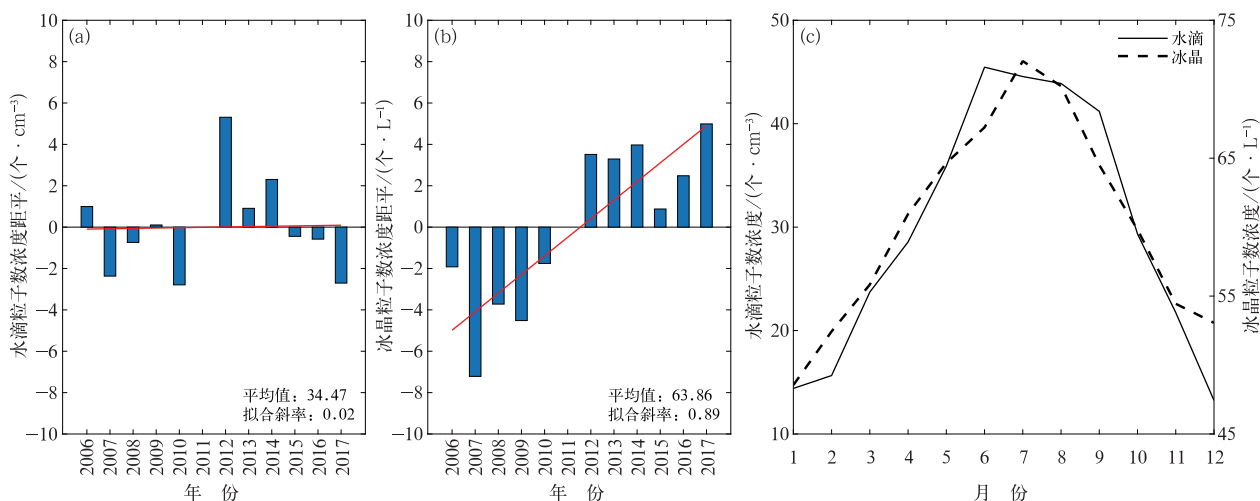 (a)
水滴粒子数浓度距平/(个·cm⁻³)
10
8
6
4
2
0
−2
−4
−6
−8
−10
平均值：34.47
拟合斜率：0.02
2006 2007 2008 2009 2010 2011 2012 2013 2014 2015 2016 2017
年 份
(b)
冰晶粒子数浓度距平/(个·L⁻¹)
10
8
6
4
2
0
−2
−4
−6
−8
−10
平均值：63.86
拟合斜率：0.89
2006 2007 2008 2009 2010 2011 2012 2013 2014 2015 2016 2017
年 份
(c)
水滴
冰晶
水滴粒子数浓度/(个·cm⁻³)
50
40
30
20
10
75
65
55
45
冰晶粒子数浓度/(个·L⁻¹)
1 2 3 4 5 6 7 8 9 10 11 12
月 份